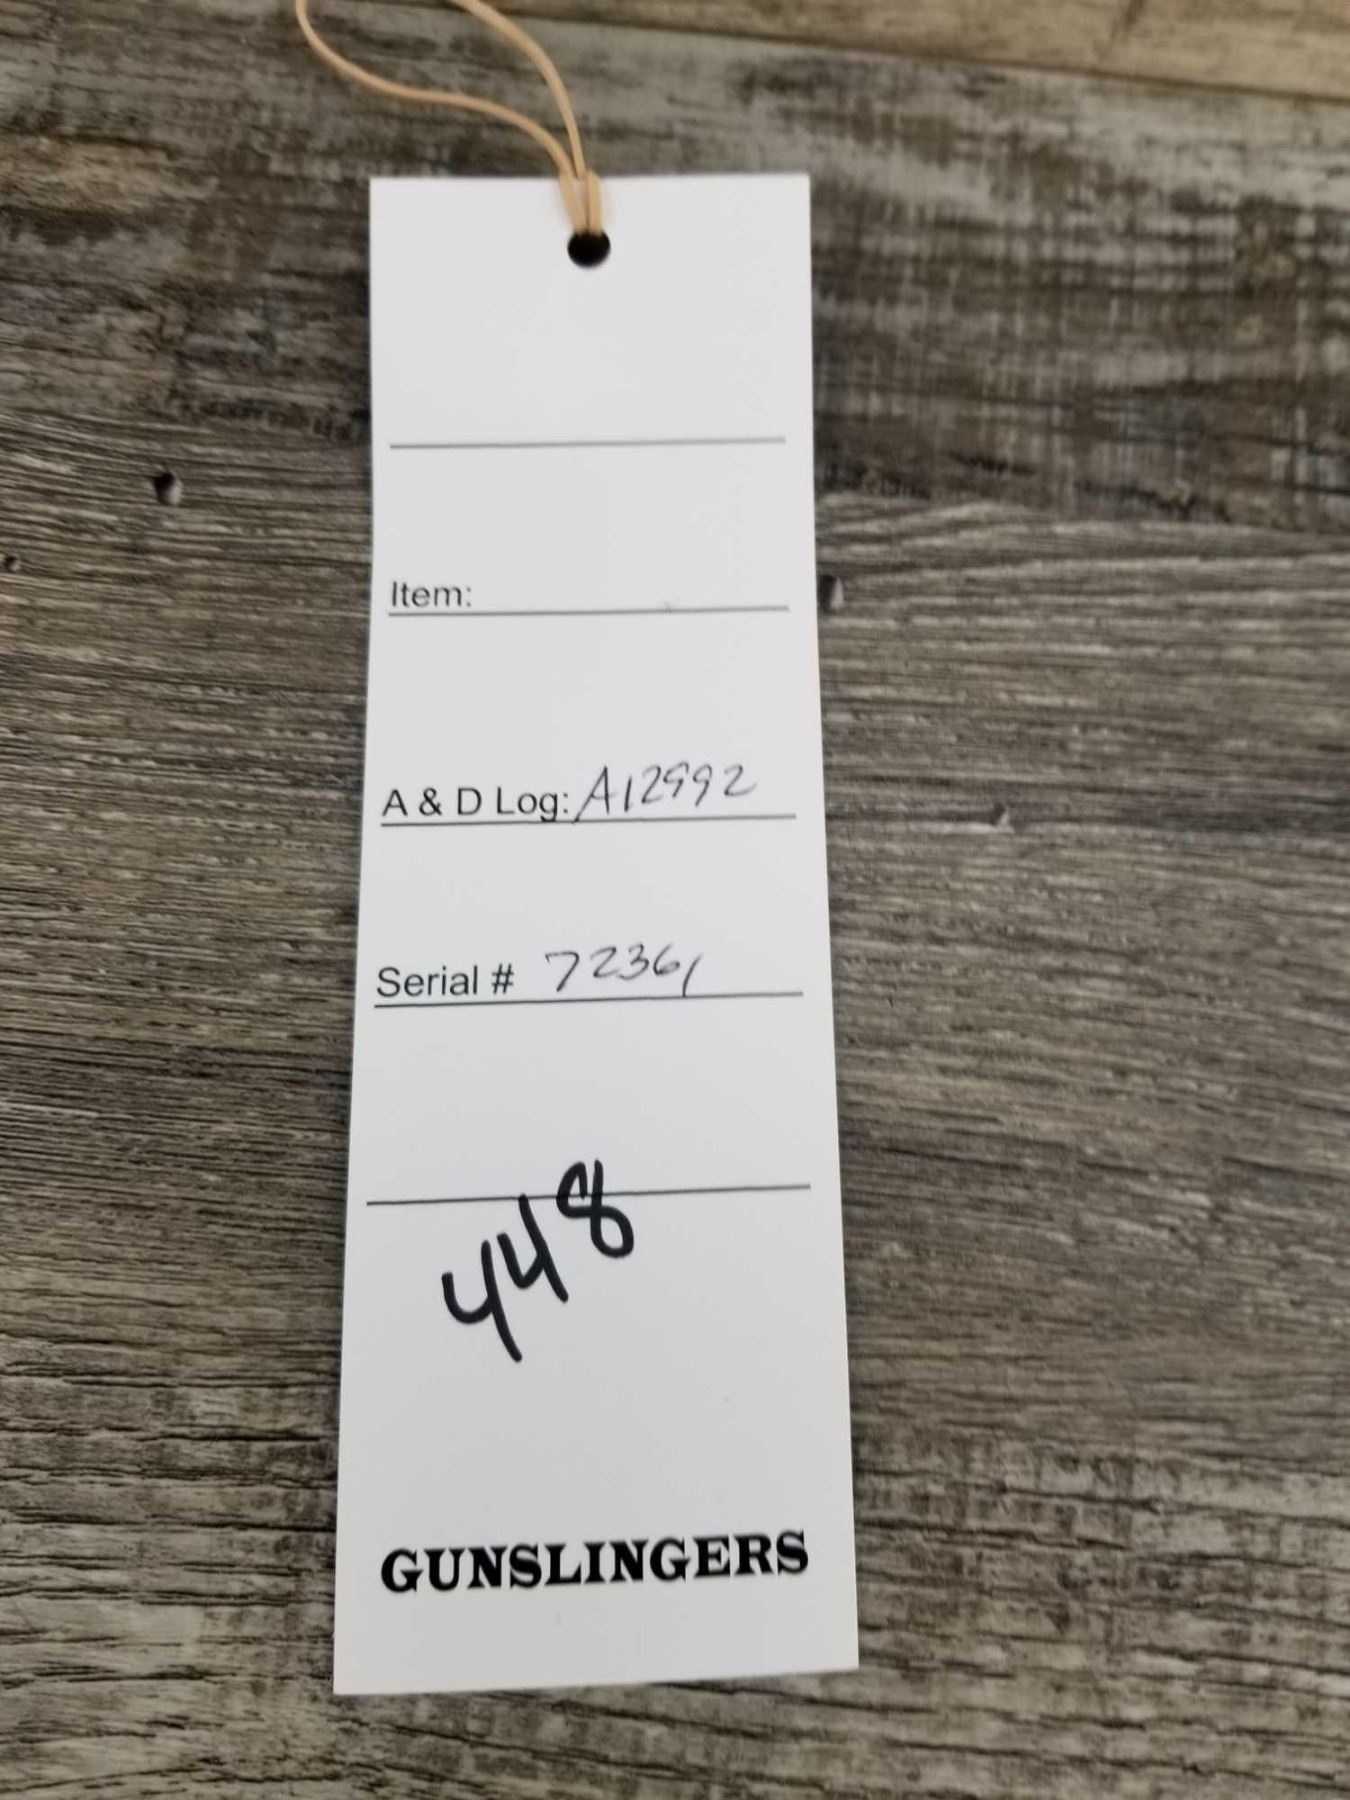 Item:
A & D Log: A12992
Serial # 72361
448
GUNSLINGERS